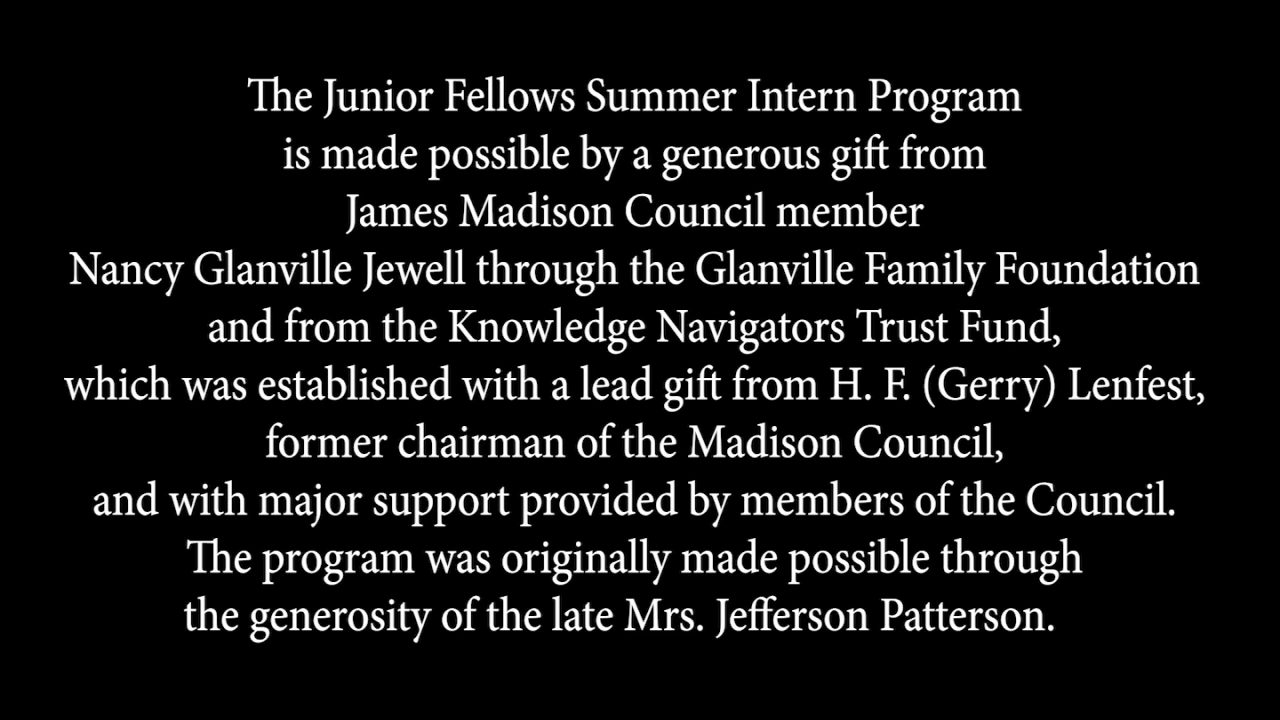 The Junior Fellows Summer Intern Program
is made possible by a generous gift from
James Madison Council member
Nancy Glanville Jewell through the Glanville Family Foundation
and from the Knowledge Navigators Trust Fund,
which was established with a lead gift from H. F. (Gerry) Lenfest,
former chairman of the Madison Council,
and with major support provided by members of the Council.
The program was originally made possible through
the generosity of the late Mrs. Jefferson Patterson.